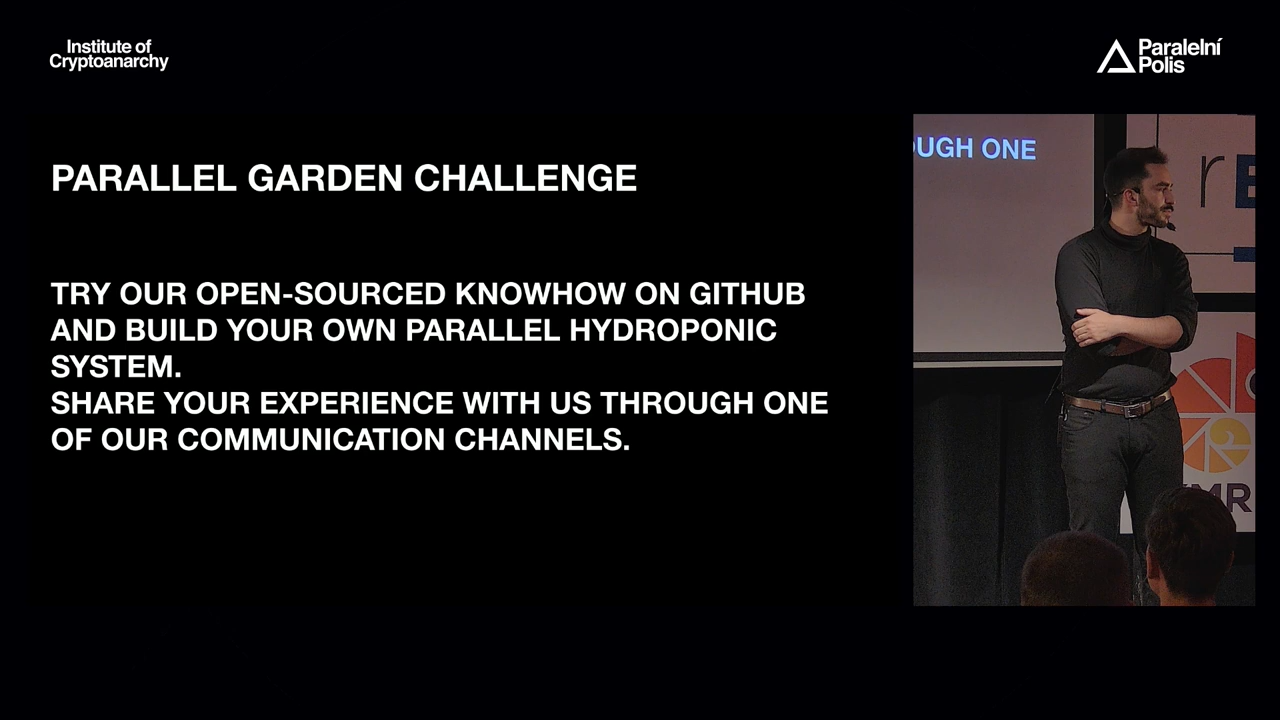 Institute of
Cryptoanarchy
Paralelní
Polis
PARALLEL GARDEN CHALLENGE
TRY OUR OPEN-SOURCED KNOWHOW ON GITHUB
AND BUILD YOUR OWN PARALLEL HYDROPONIC
SYSTEM.
SHARE YOUR EXPERIENCE WITH US THROUGH ONE
OF OUR COMMUNICATION CHANNELS.
OUGH ONE